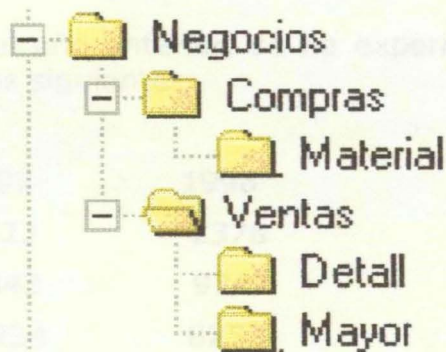 Negocios
Compras
Material
Ventas
Detall
Mayor